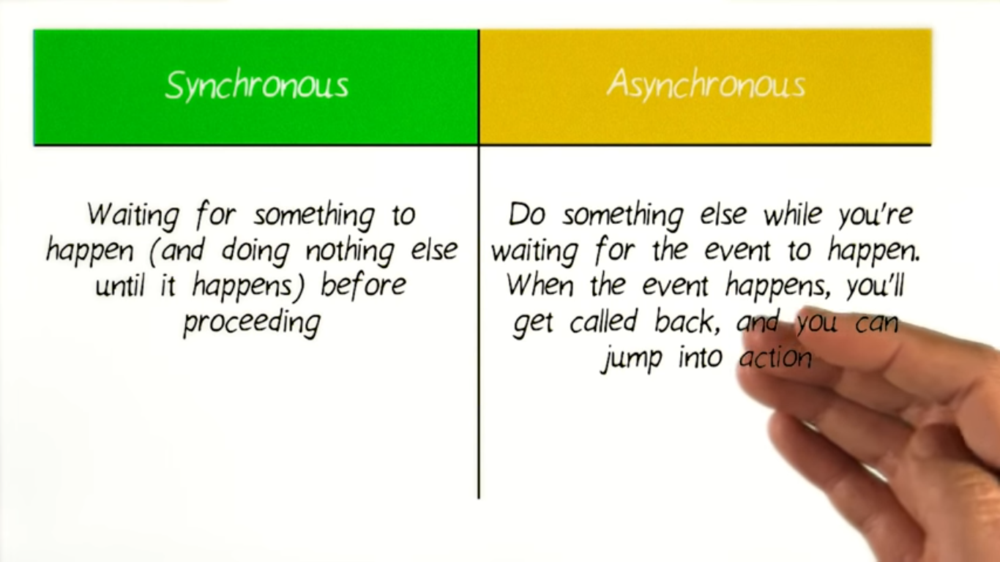 Synchronous
Asynchronous
Waiting for something to
happen (and doing nothing else
until it happens) before
proceeding
Do something else while you're
waiting for the event to happen.
When the event happens, you'll
get called back, and you can
jump into action